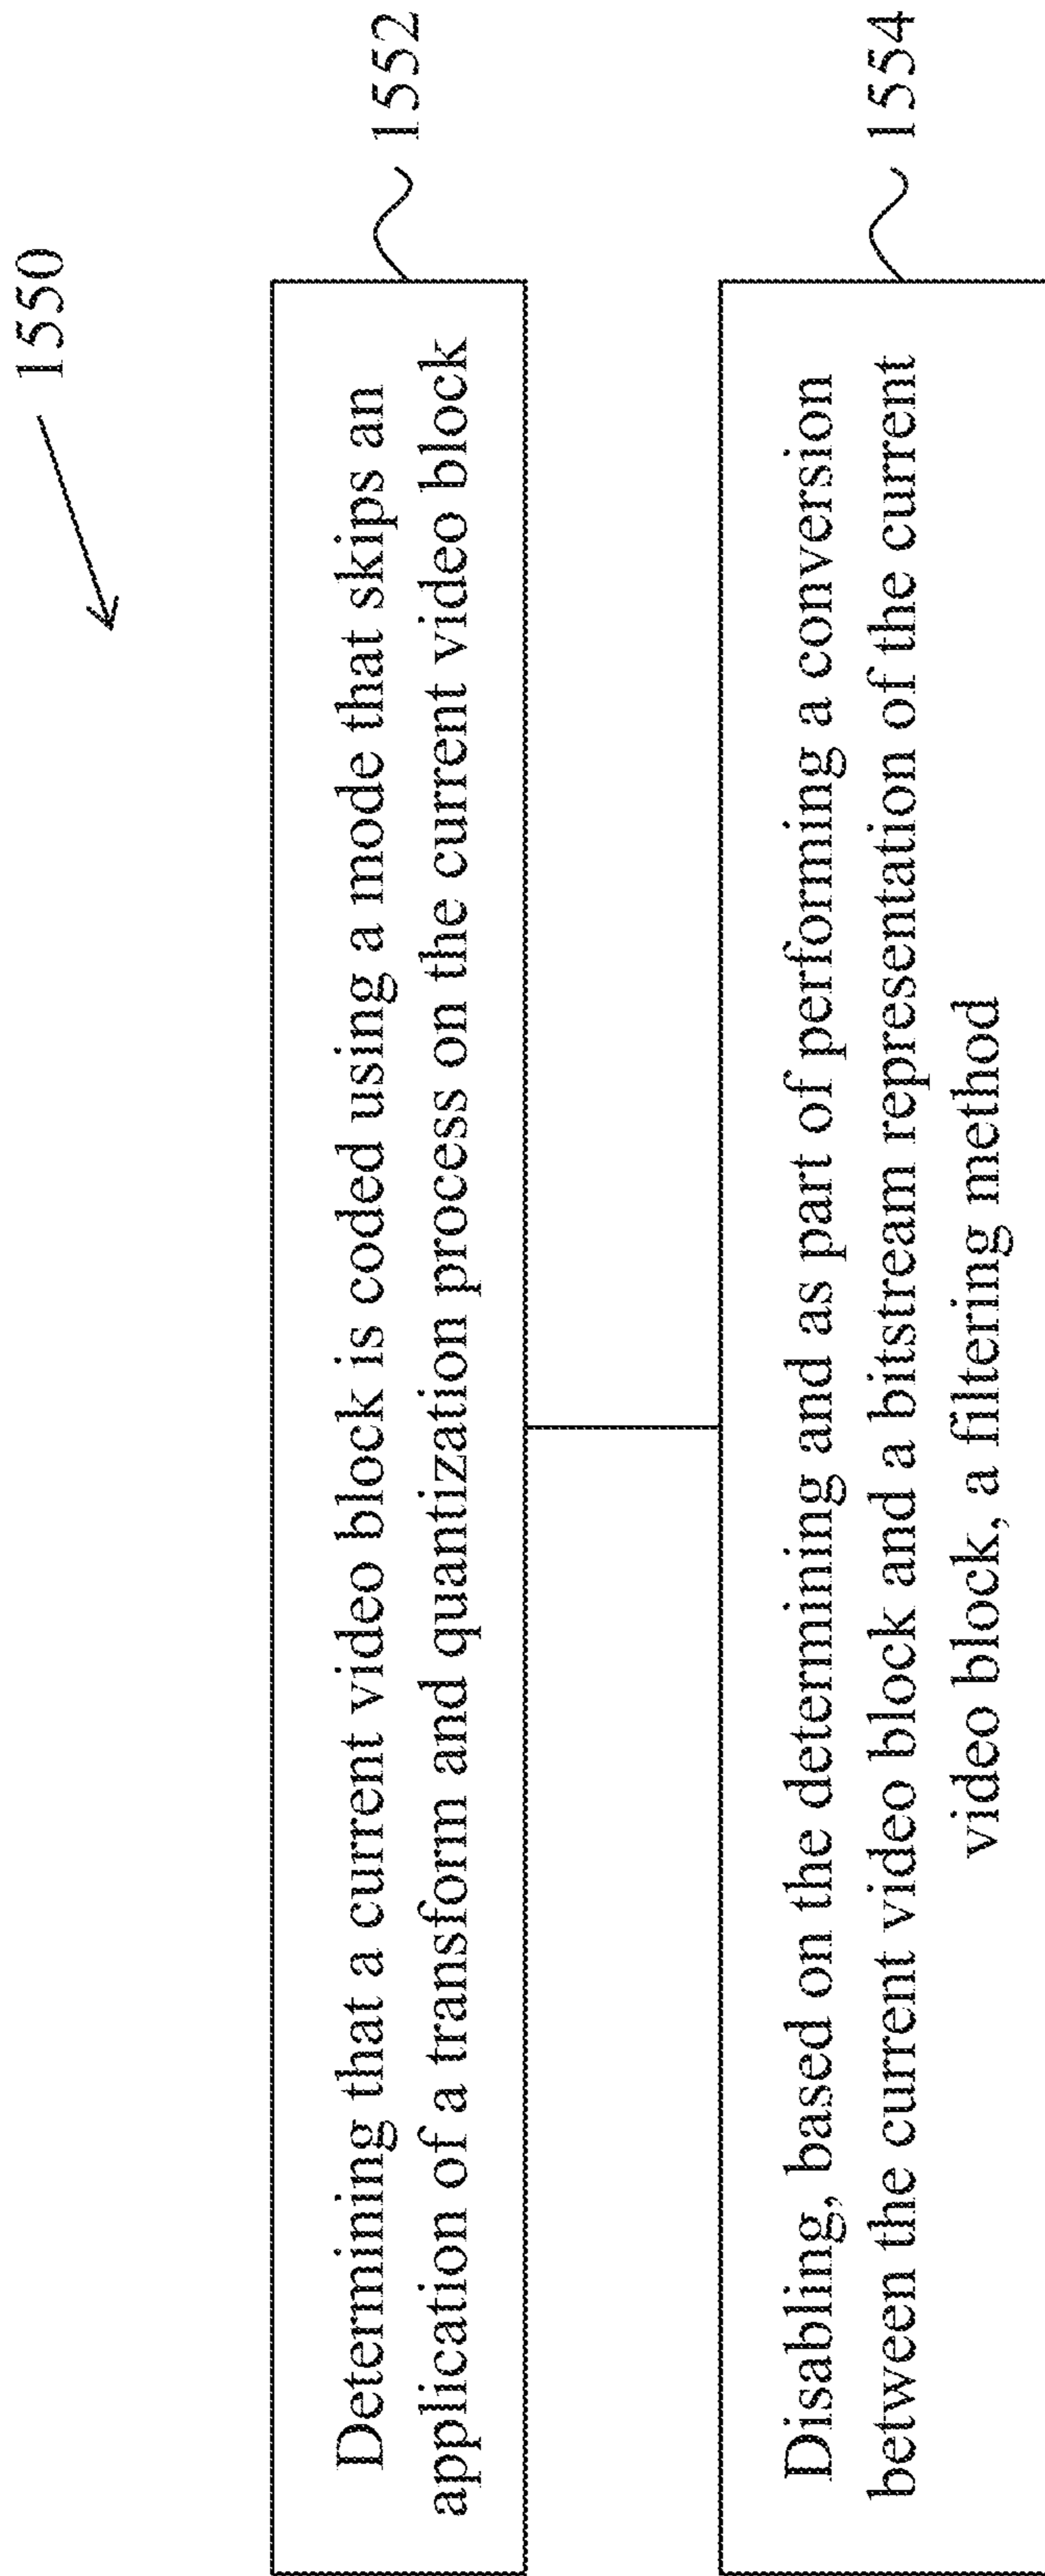 1550
Determining that a current video block is coded using a mode that skips an
application of a transform and quantization process on the current video block
1552
Disabling, based on the determining and as part of performing a conversion
between the current video block and a bitstream representation of the current
video block, a filtering method
1554